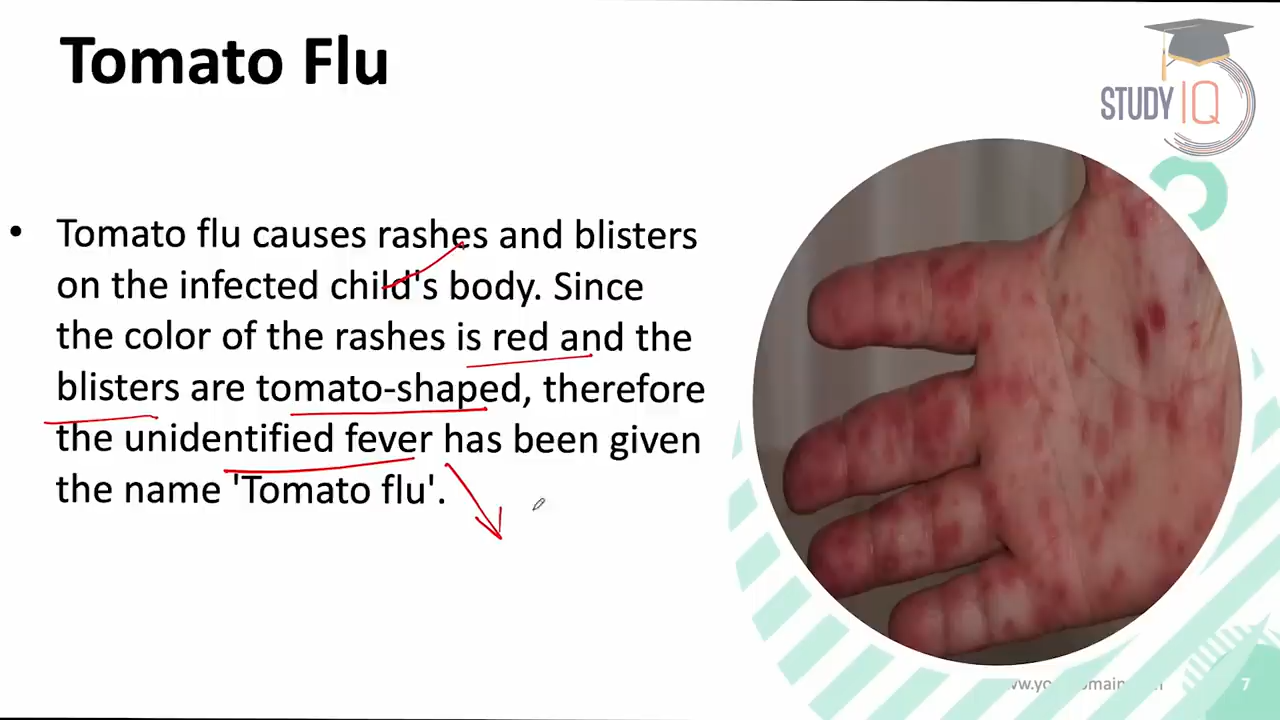 Tomato Flu
STUDY IQ
• Tomato flu causes rashes and blisters
on the infected child's body. Since
the color of the rashes is red and the
blisters are tomato-shaped, therefore
the unidentified fever has been given
the name 'Tomato flu'.
7